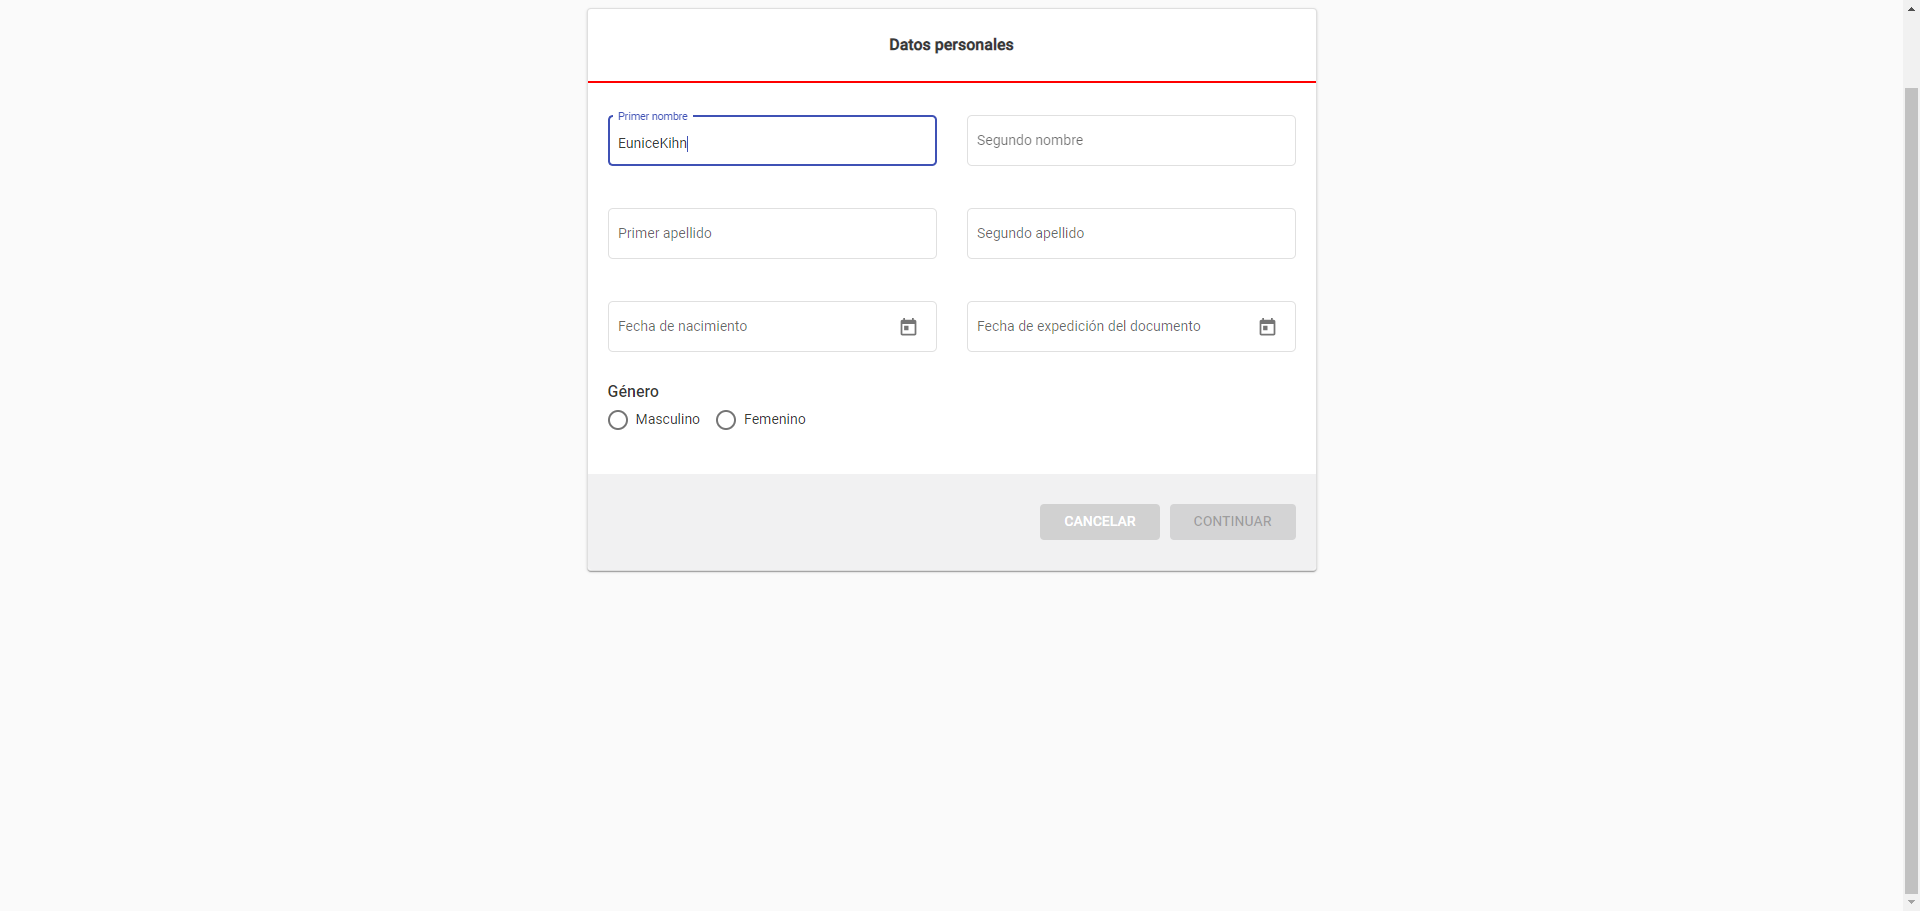 Datos personales
Primer nombre
EuniceKihn
Segundo nombre
Primer apellido
Segundo apellido
Fecha de nacimiento
Fecha de expedición del documento
Género
Masculino
Femenino
CANCELAR
CONTINUAR